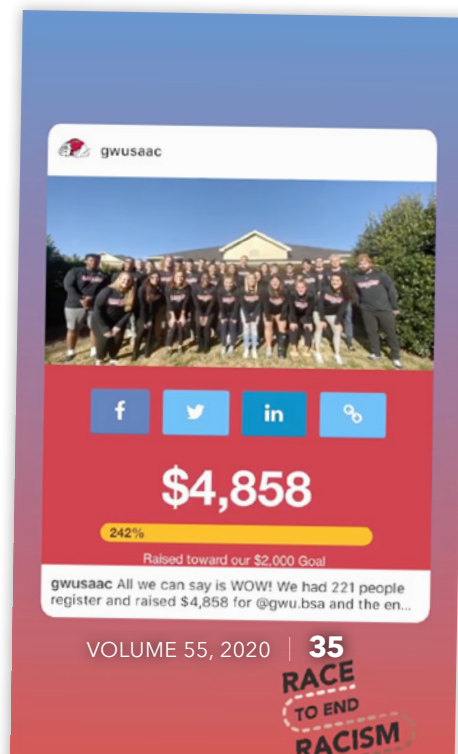 gwusaac
f
in
$4,858
242%
Raised toward our $2,000 Goal
gwusaac All we can say is WOW! We had 221 people
register and raised $4,858 for @gwu.bsa and the en...
VOLUME 55, 2020 | 35
RACE
TO END
RACISM